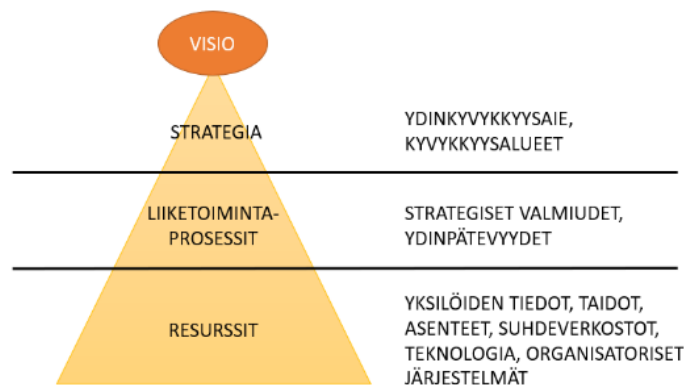 VISIO
STRATEGIA
YDINKYVYKKYYSAIE,
KYVYKKYYSALUEET
LIIKETOIMINTA-
PROSESSIT
STRATEGISET VALMIUDET,
YDINPÄTEVYYDET
RESURSSIT
YKSILÖIDEN TIEDOT, TAIDOT,
ASENTEET, SUHDEVERKOSTOT,
TEKNOLOGIA, ORGANISATORISET
JÄRJESTELMÄT